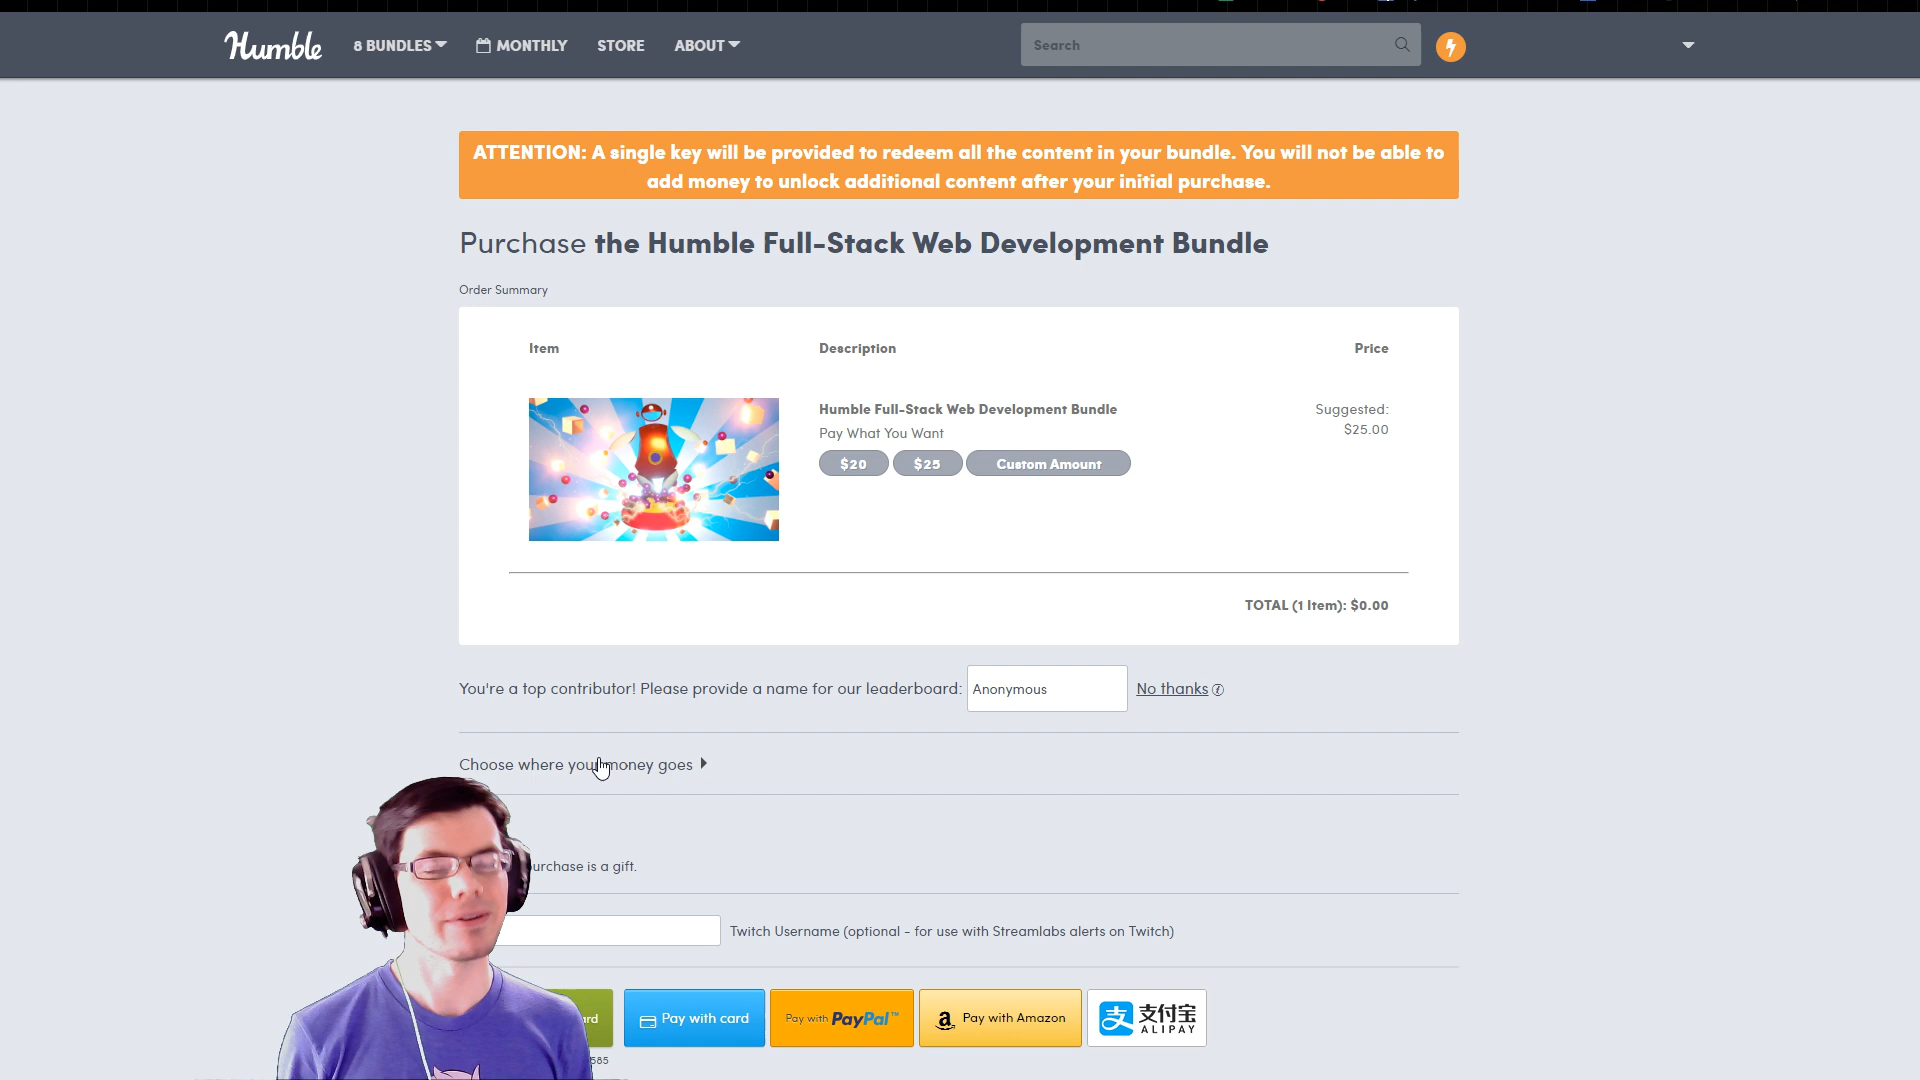 Humble
8 BUNDLES
MONTHLY
STORE
ABOUT
Search
ATTENTION: A single key will be provided to redeem all the content in your bundle. You will not be able to
add money to unlock additional content after your initial purchase.
Purchase the Humble Full-Stack Web Development Bundle
Order Summary
Item
Description
Price
Humble Full-Stack Web Development Bundle
Suggested:
$25.00
Pay What You Want
$20
$25
Custom Amount
TOTAL (1 Item): $0.00
You're a top contributor! Please provide a name for our leaderboard:
Anonymous
No thanks
Choose where your money goes
purchase is a gift.
Twitch Username (optional - for use with Streamlabs alerts on Twitch)
Pay with card
Pay with PayPal™
Pay with Amazon
支付宝
ALIPAY
585